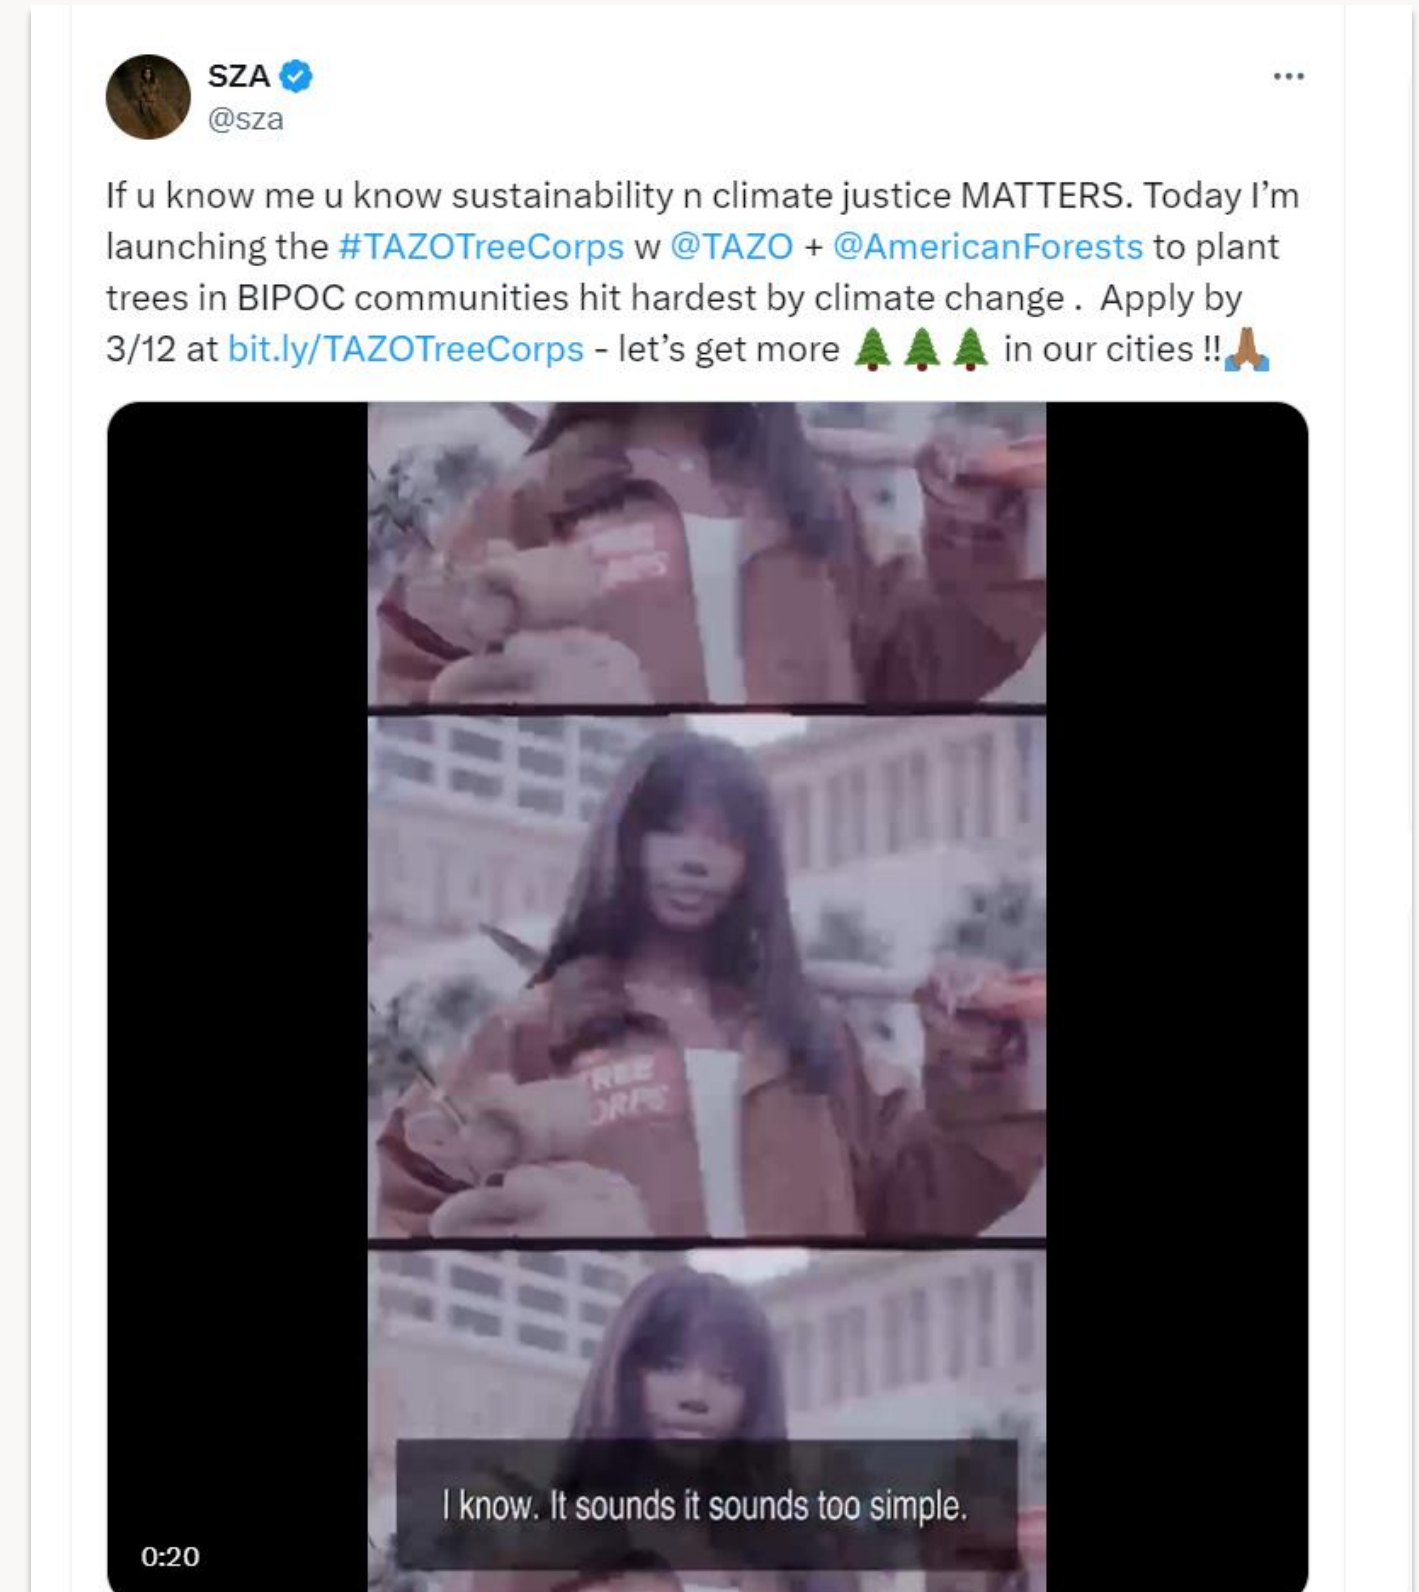 SZA
@sza
If u know me u know sustainability n climate justice MATTERS. Today I’m
launching the #TAZOTreeCorps w @TAZO + @AmericanForests to plant
trees in BIPOC communities hit hardest by climate change .  Apply by
3/12 at bit.ly/TAZOTreeCorps - let’s get more 🌲🌲🌲 in our cities !!🙏🏽
TREE
CORPS
I know. It sounds it sounds too simple.
0:20